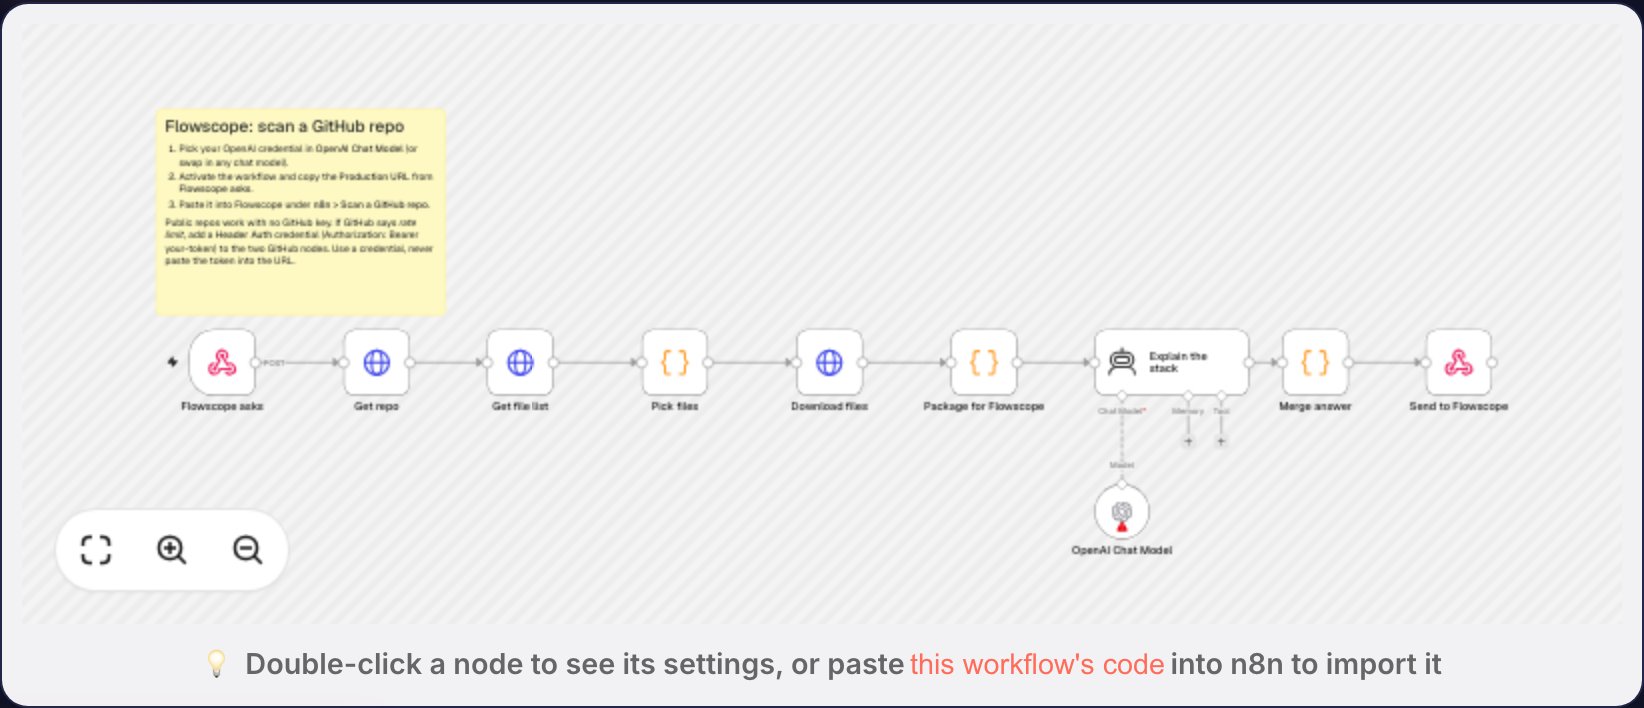 Flowscope: scan a GitHub repo
1. Pick your OpenAI credential in OpenAI Chat Model (or
swap in any chat model).
2. Activate the workflow and copy the Production URL from
Flowscope asks.
3. Paste it into Flowscope under n8n > Scan a GitHub repo.
Public repos work with no GitHub key. If GitHub says rate
limit, add a Header Auth credential (Authorization: Bearer
your-token) to the two GitHub nodes. Use a credential, never
paste the token into the URL.
POST
Explain the
stack
Flowscope asks
Get repo
Get file list
Pick files
Download files
Package for Flowscope
Merge answer
Send to Flowscope
Chat Model*
Memory
Tool
Model
OpenAI Chat Model
💡 Double-click a node to see its settings, or paste this workflow's code into n8n to import it